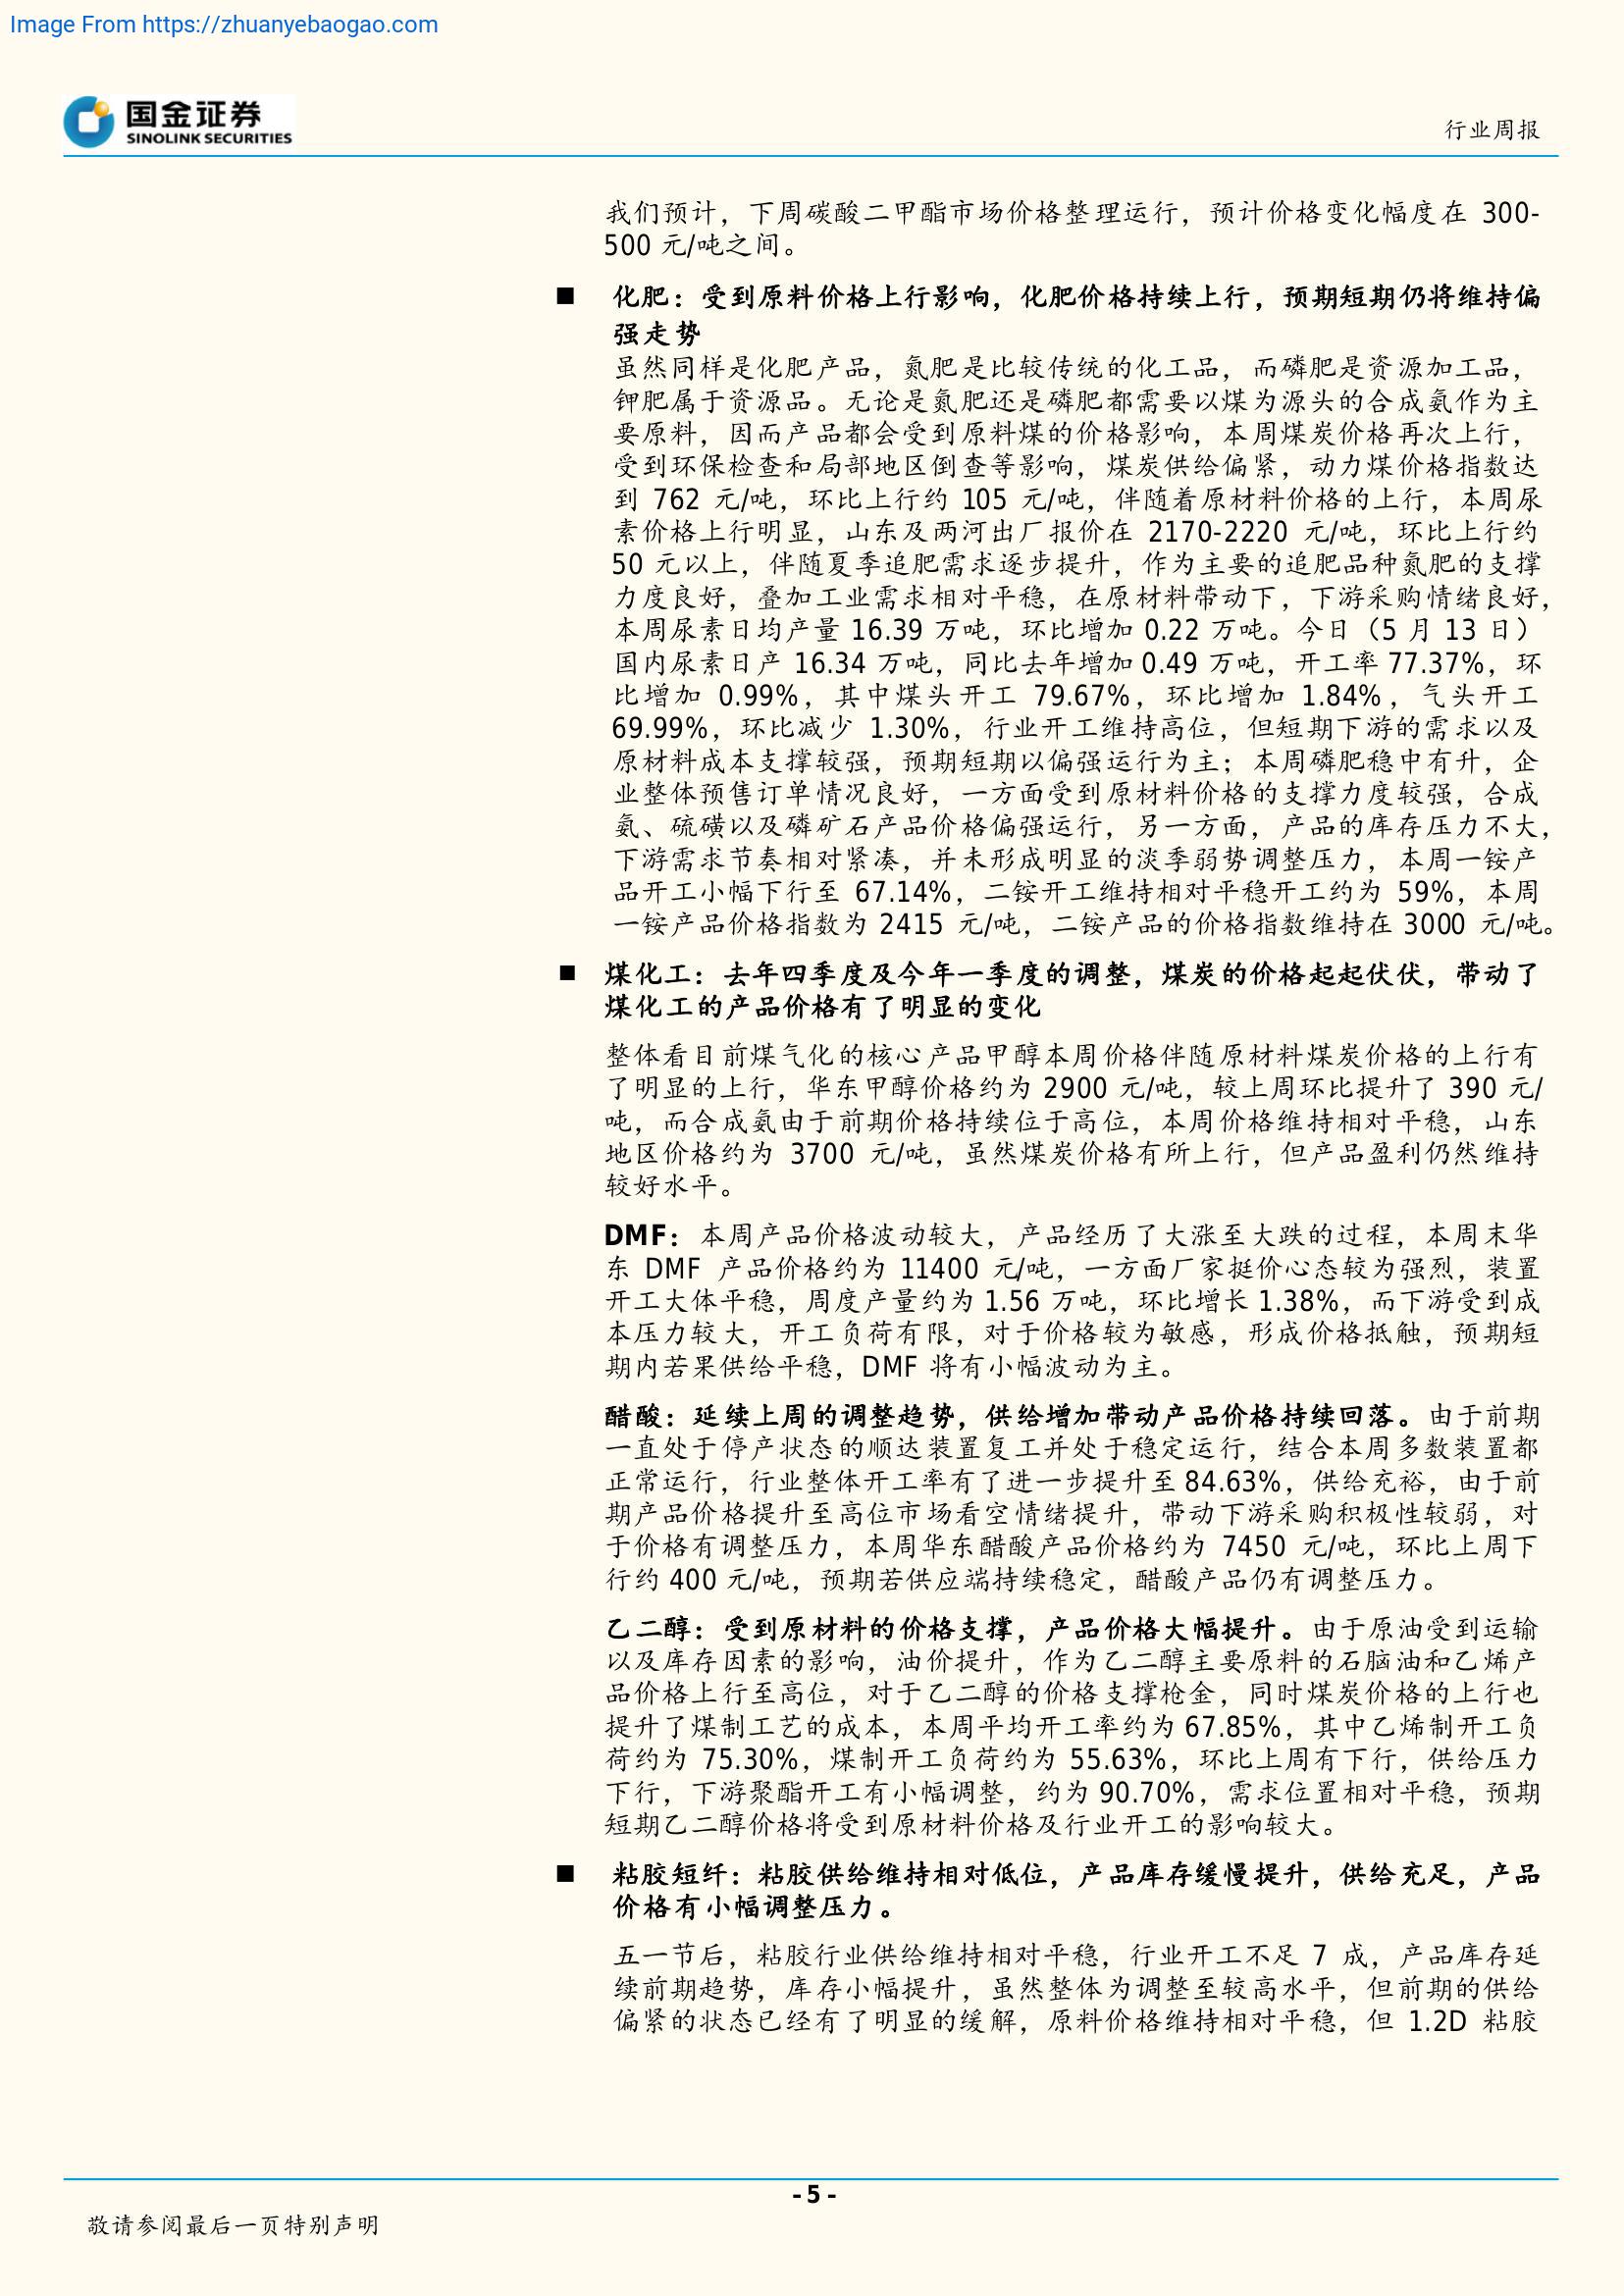 Image From https://zhuanyebaogao.com
国金证券
SINOLINK SECURITIES
行业周报
我们预计，下周碳酸二甲酯市场价格整理运行，预计价格变化幅度在 300-
500 元/吨之间。
■ 化肥：受到原料价格上行影响，化肥价格持续上行，预期短期仍将维持偏
强走势
虽然同样是化肥产品，氮肥是比较传统的化工品，而磷肥是资源加工品，
钾肥属于资源品。无论是氮肥还是磷肥都需要以煤为源头的合成氨作为主
要原料，因而产品都会受到原料煤的价格影响，本周煤炭价格再次上行，
受到环保检查和局部地区倒查等影响，煤炭供给偏紧，动力煤价格指数达
到 762 元/吨，环比上行约 105 元/吨，伴随着原材料价格的上行，本周尿
素价格上行明显，山东及两河出厂报价在 2170-2220 元/吨，环比上行约
50 元以上，伴随夏季追肥需求逐步提升，作为主要的追肥品种氮肥的支撑
力度良好，叠加工业需求相对平稳，在原材料带动下，下游采购情绪良好，
本周尿素日均产量 16.39 万吨，环比增加 0.22 万吨。今日（5 月 13 日）
国内尿素日产 16.34 万吨，同比去年增加 0.49 万吨，开工率 77.37%，环
比增加 0.99%，其中煤头开工 79.67%，环比增加 1.84%，气头开工
69.99%，环比减少 1.30%，行业开工维持高位，但短期下游的需求以及
原材料成本支撑较强，预期短期以偏强运行为主；本周磷肥稳中有升，企
业整体预售订单情况良好，一方面受到原材料价格的支撑力度较强，合成
氨、硫磺以及磷矿石产品价格偏强运行，另一方面，产品的库存压力不大，
下游需求节奏相对紧凑，并未形成明显的淡季弱势调整压力，本周一铵产
品开工小幅下行至 67.14%，二铵开工维持相对平稳开工约为 59%，本周
一铵产品价格指数为 2415 元/吨，二铵产品的价格指数维持在 3000 元/吨。
■ 煤化工：去年四季度及今年一季度的调整，煤炭的价格起起伏伏，带动了
煤化工的产品价格有了明显的变化
整体看目前煤气化的核心产品甲醇本周价格伴随原材料煤炭价格的上行有
了明显的上行，华东甲醇价格约为 2900 元/吨，较上周环比提升了 390 元/
吨，而合成氨由于前期价格持续位于高位，本周价格维持相对平稳，山东
地区价格约为 3700 元/吨，虽然煤炭价格有所上行，但产品盈利仍然维持
较好水平。
DMF：本周产品价格波动较大，产品经历了大涨至大跌的过程，本周末华
东 DMF 产品价格约为 11400 元/吨，一方面厂家挺价心态较为强烈，装置
开工大体平稳，周度产量约为 1.56 万吨，环比增长 1.38%，而下游受到成
本压力较大，开工负荷有限，对于价格较为敏感，形成价格抵触，预期短
期内若果供给平稳，DMF 将有小幅波动为主。
醋酸：延续上周的调整趋势，供给增加带动产品价格持续回落。由于前期
一直处于停产状态的顺达装置复工并处于稳定运行，结合本周多数装置都
正常运行，行业整体开工率有了进一步提升至 84.63%，供给充裕，由于前
期产品价格提升至高位市场看空情绪提升，带动下游采购积极性较弱，对
于价格有调整压力，本周华东醋酸产品价格约为 7450 元/吨，环比上周下
行约 400 元/吨，预期若供应端持续稳定，醋酸产品仍有调整压力。
乙二醇：受到原材料的价格支撑，产品价格大幅提升。由于原油受到运输
以及库存因素的影响，油价提升，作为乙二醇主要原料的石脑油和乙烯产
品价格上行至高位，对于乙二醇的价格支撑枪金，同时煤炭价格的上行也
提升了煤制工艺的成本，本周平均开工率约为 67.85%，其中乙烯制开工负
荷约为 75.30%，煤制开工负荷约为 55.63%，环比上周有下行，供给压力
下行，下游聚酯开工有小幅调整，约为 90.70%，需求位置相对平稳，预期
短期乙二醇价格将受到原材料价格及行业开工的影响较大。
■ 粘胶短纤：粘胶供给维持相对低位，产品库存缓慢提升，供给充足，产品
价格有小幅调整压力。
五一节后，粘胶行业供给维持相对平稳，行业开工不足 7 成，产品库存延
续前期趋势，库存小幅提升，虽然整体为调整至较高水平，但前期的供给
偏紧的状态已经有了明显的缓解，原料价格维持相对平稳，但 1.2D 粘胶
- 5 -
敬请参阅最后一页特别声明